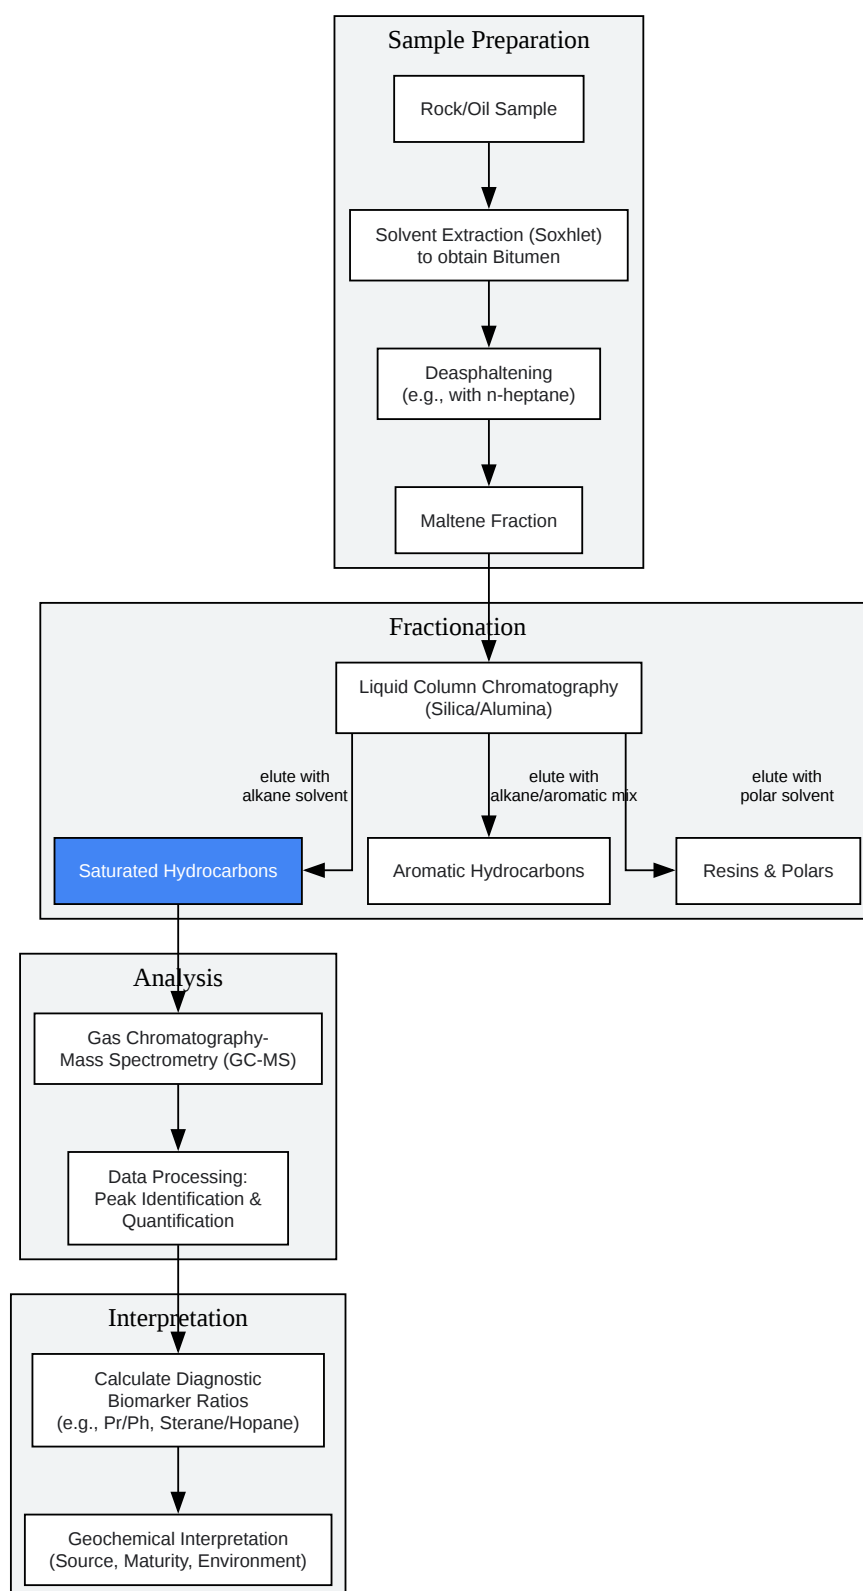 Sample Preparation
Rock/Oil Sample
Solvent Extraction (Soxhlet)
to obtain Bitumen
Deasphaltening
(e.g., with n-heptane)
Maltene Fraction
Fractionation
Liquid Column Chromatography
(Silica/Alumina)
elute with
alkane solvent
elute with
alkane/aromatic mix
elute with
polar solvent
Saturated Hydrocarbons
Aromatic Hydrocarbons
Resins & Polars
Analysis
Gas Chromatography-
Mass Spectrometry (GC-MS)
Data Processing:
Peak Identification &
Quantification
Interpretation
Calculate Diagnostic
Biomarker Ratios
(e.g., Pr/Ph, Sterane/Hopane)
Geochemical Interpretation
(Source, Maturity, Environment)